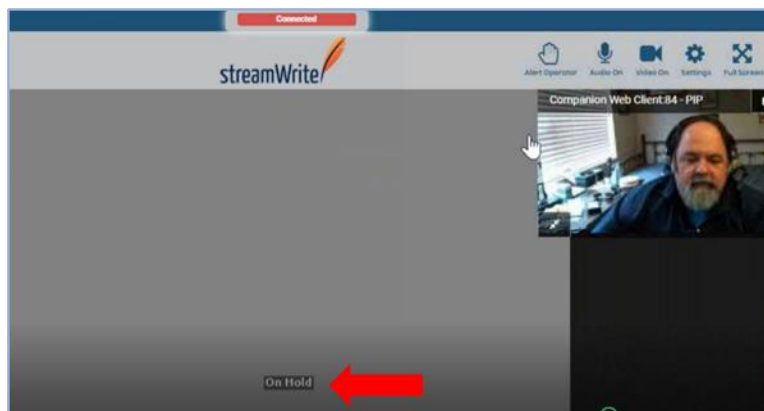 Connected
streamWrite
Alert Operator Audio On Video On Settings Full Screen
Companion Web Client:84 - PIP
On Hold